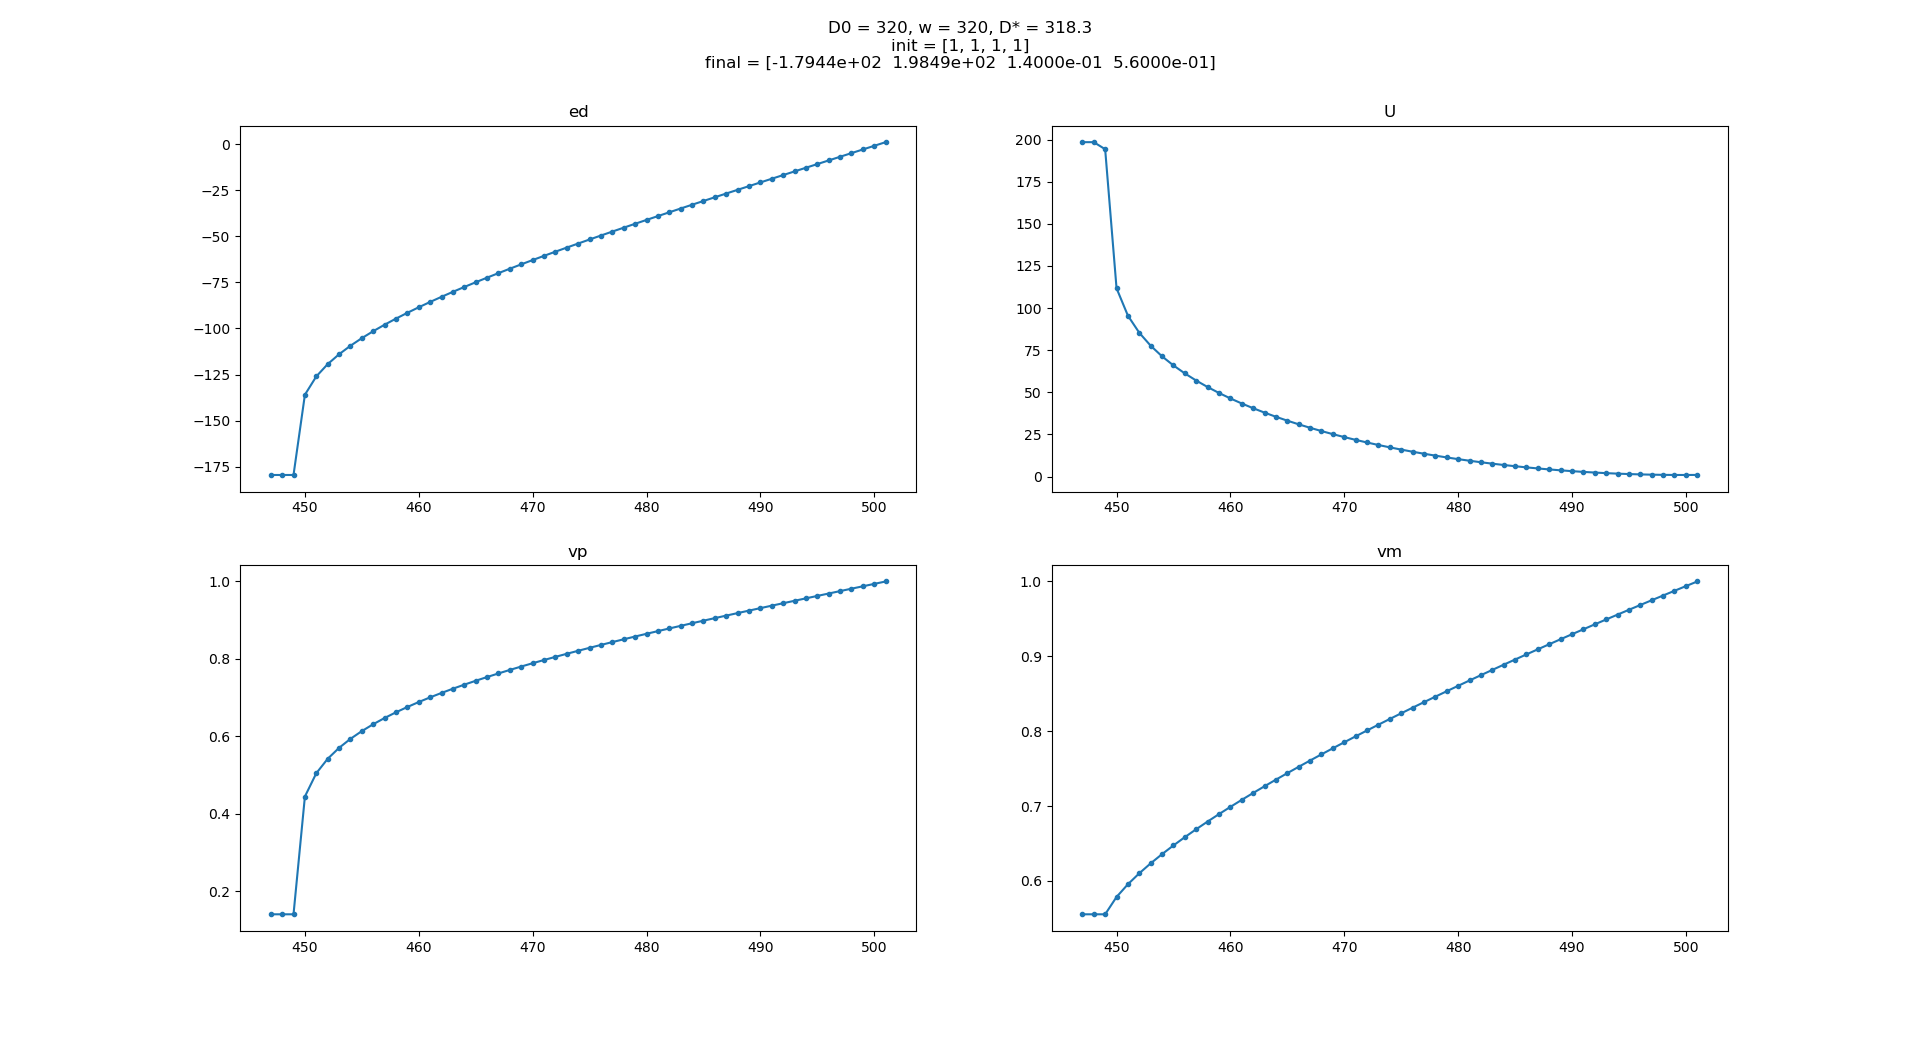 D0 = 320, w = 320, D* = 318.3
init = [1, 1, 1, 1]
final = [-1.7944e+02  1.9849e+02  1.4000e-01  5.6000e-01]
ed
0
−25
−50
−75
−100
−125
−150
−175
450 460 470 480 490 500
U
200
175
150
125
100
75
50
25
0
450 460 470 480 490 500
vp
1.0
0.8
0.6
0.4
0.2
450 460 470 480 490 500
vm
1.0
0.9
0.8
0.7
0.6
450 460 470 480 490 500